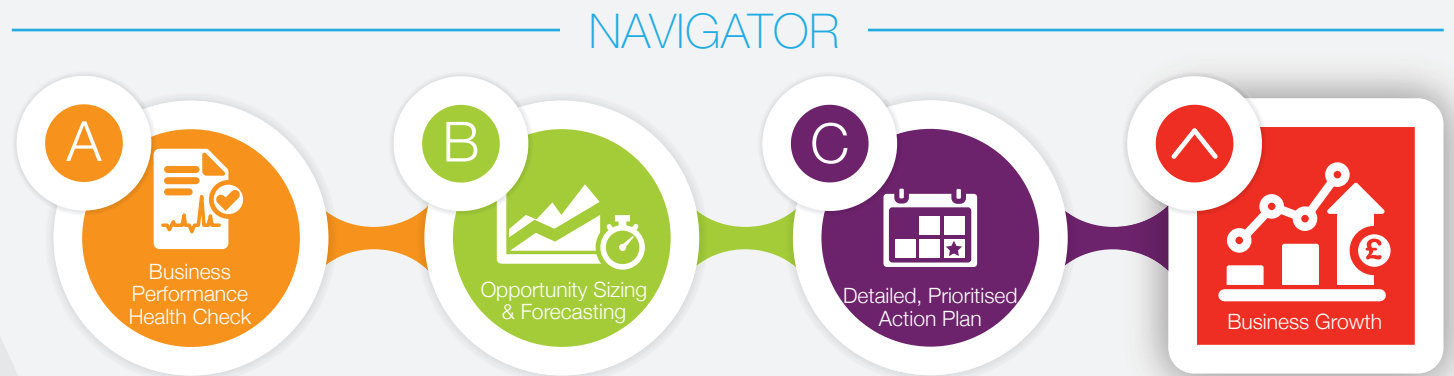 NAVIGATOR
A
Business
Performance
Health Check
B
Opportunity Sizing
& Forecasting
C
Detailed, Prioritised
Action Plan
£
Business Growth